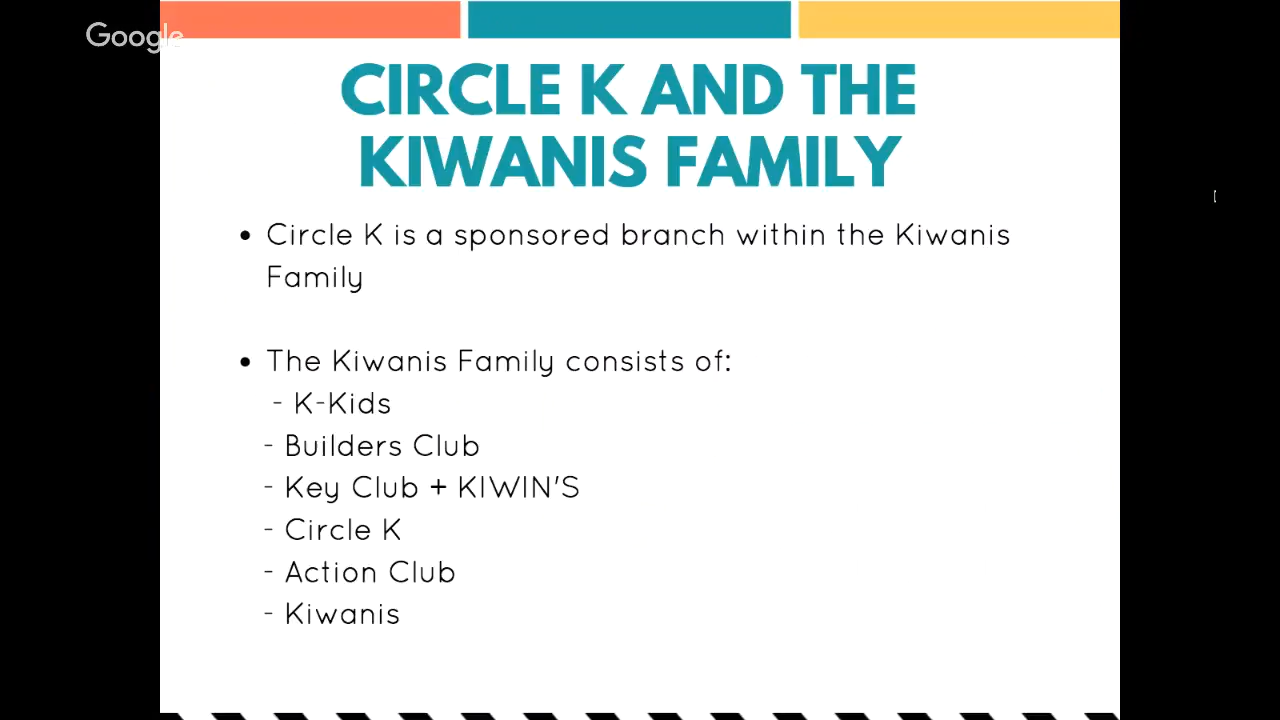 Google
CIRCLE K AND THE
KIWANIS FAMILY
• Circle K is a sponsored branch within the Kiwanis
Family
• The Kiwanis Family consists of:
- K-Kids
- Builders Club
- Key Club + KIWIN'S
- Circle K
- Action Club
- Kiwanis